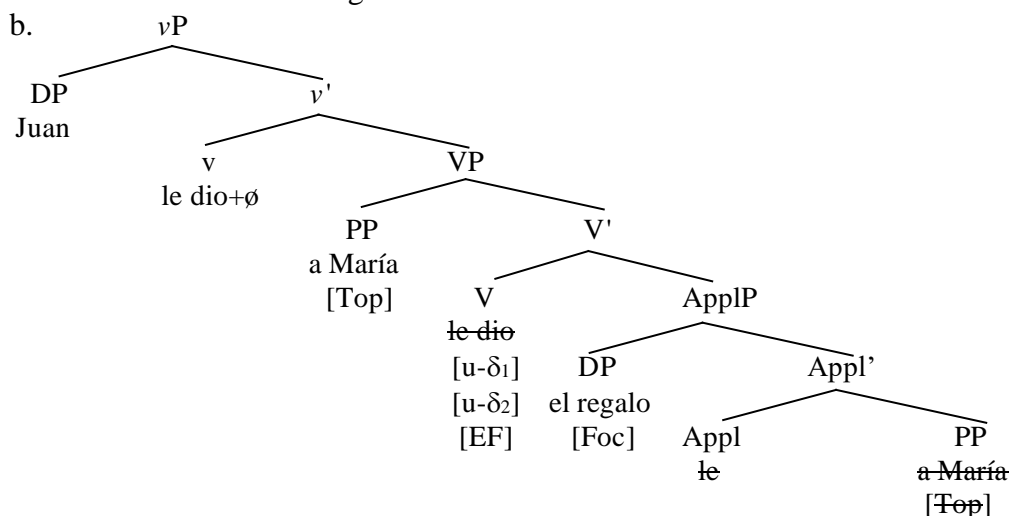 b.
vP
DP
v'
Juan
v
VP
le dio+ø
PP
V'
a María
[Top]
V
ApplP
le dio
[u-δ₁]
DP
Appl’
[u-δ₂]
el regalo
[EF]
[Foc]
Appl
PP
le
a María
[Top]